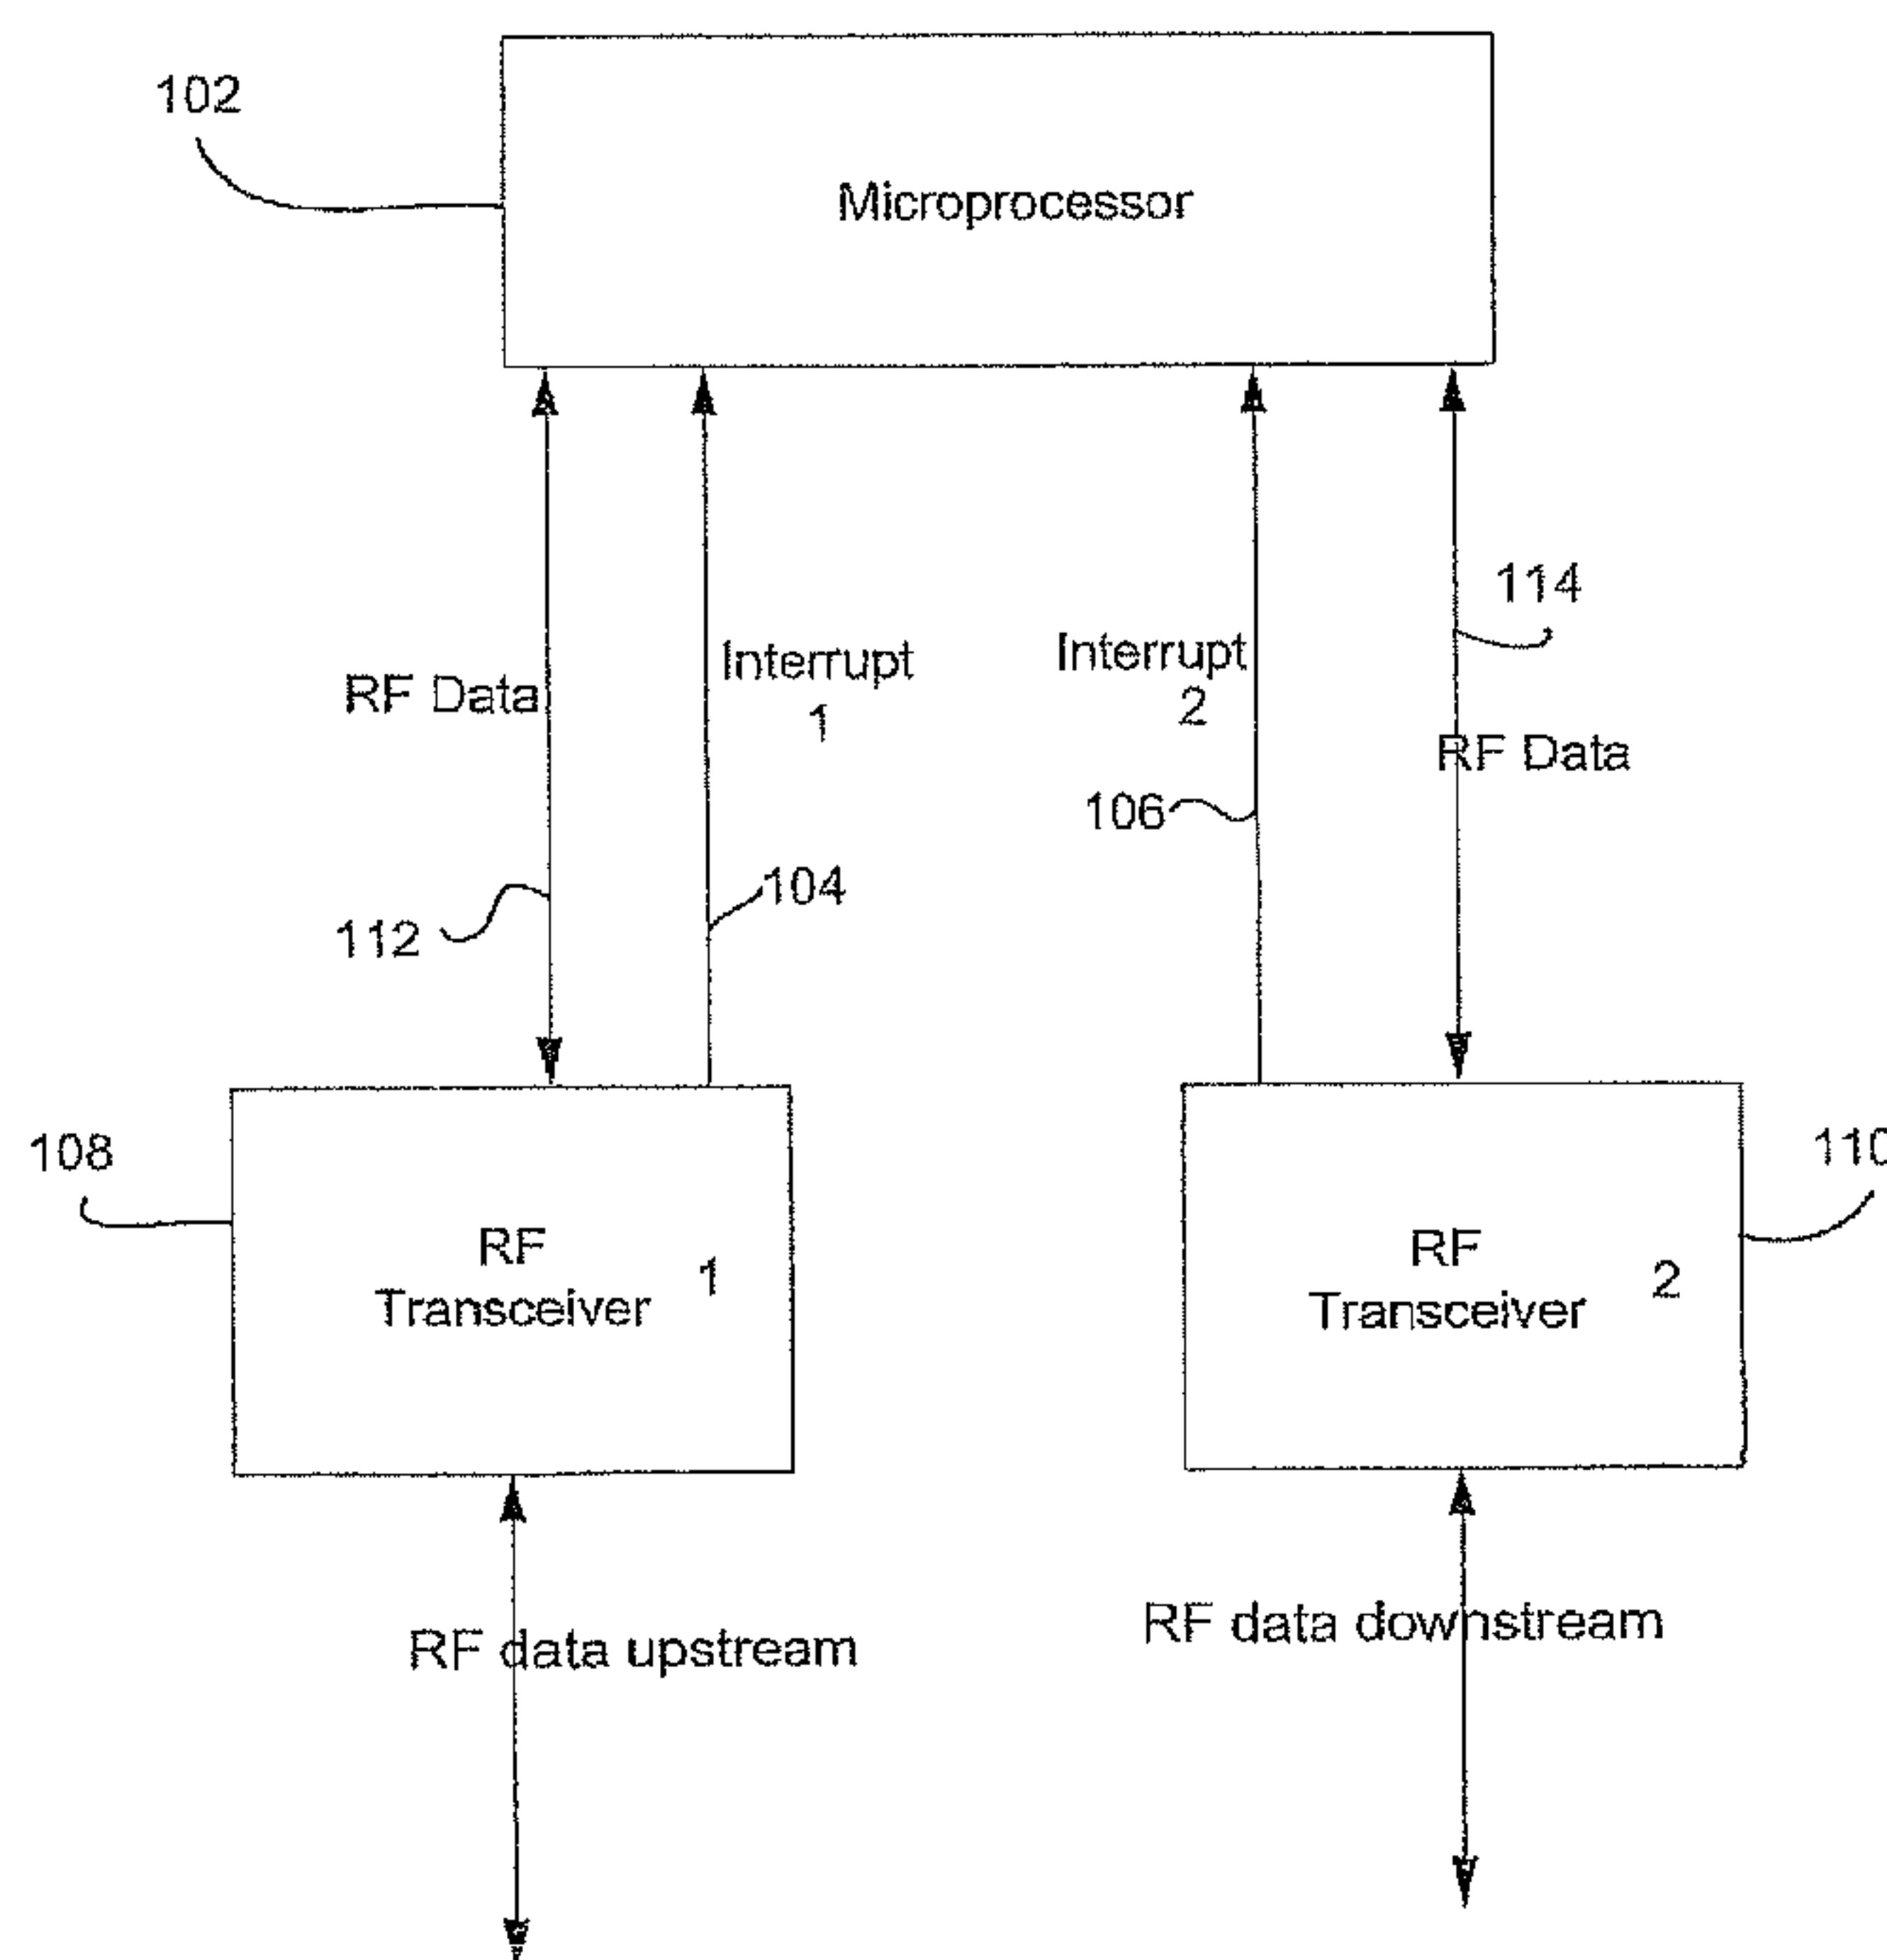 102
Microprocessor
114
Interrupt
1
Interrupt
2
RF Data
RF Data
106
104
112
108
110
RF
Transceiver 1
RF
Transceiver 2
RF data upstream
RF data downstream